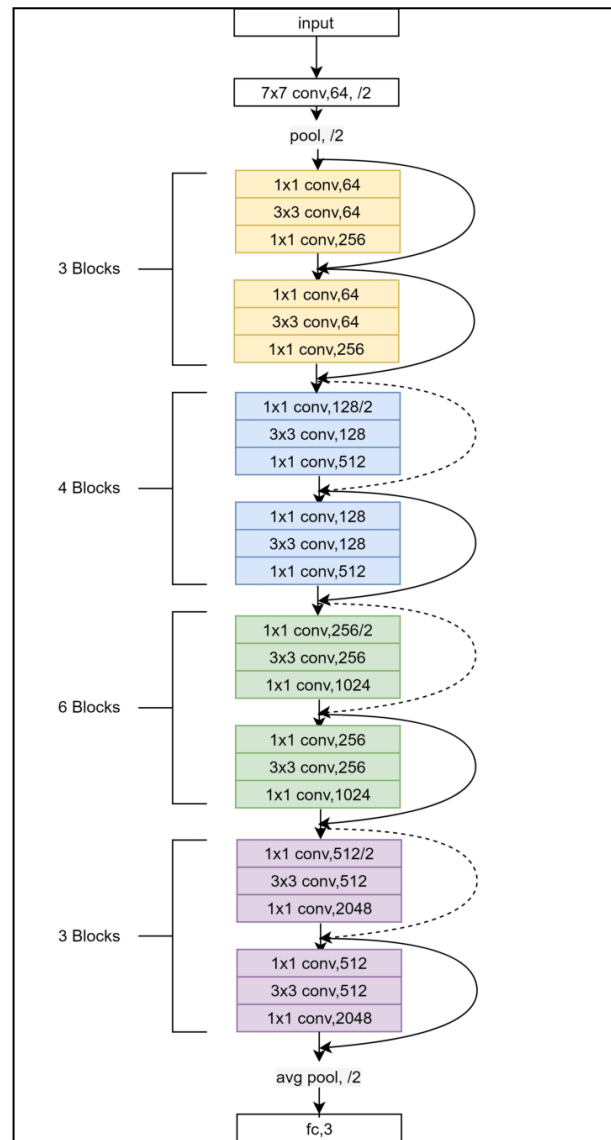 input
7x7 conv,64, /2
pool, /2
3 Blocks
1x1 conv,64
3x3 conv,64
1x1 conv,256
1x1 conv,64
3x3 conv,64
1x1 conv,256
4 Blocks
1x1 conv,128/2
3x3 conv,128
1x1 conv,512
1x1 conv,128
3x3 conv,128
1x1 conv,512
6 Blocks
1x1 conv,256/2
3x3 conv,256
1x1 conv,1024
1x1 conv,256
3x3 conv,256
1x1 conv,1024
3 Blocks
1x1 conv,512/2
3x3 conv,512
1x1 conv,2048
1x1 conv,512
3x3 conv,512
1x1 conv,2048
avg pool, /2
fc,3